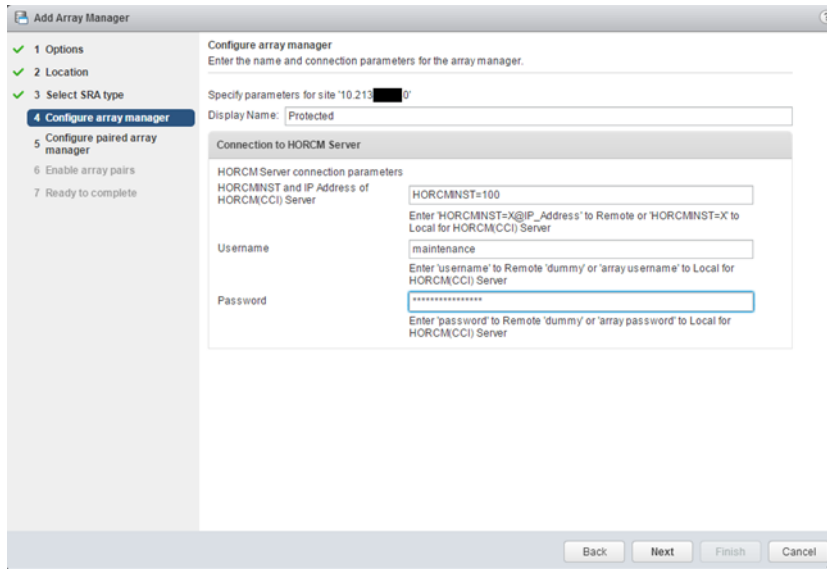 Add Array Manager
?
1 Options
2 Location
3 Select SRA type
4 Configure array manager
5 Configure paired array
manager
6 Enable array pairs
7 Ready to complete
Configure array manager
Enter the name and connection parameters for the array manager.
Specify parameters for site '10.213 0'
Display Name: Protected
Connection to HORCM Server
HORCM Server connection parameters
HORCMINST and IP Address of
HORCM(CCI) Server
HORCMINST=100
Enter 'HORCMINST=X@IP_Address' to Remote or 'HORCMINST=X' to
Local for HORCM(CCI) Server
Username
maintenance
Enter 'username' to Remote 'dummy' or 'array username' to Local for
HORCM(CCI) Server
Password
****************
Enter 'password' to Remote 'dummy' or 'array password' to Local for
HORCM(CCI) Server
Back
Next
Finish
Cancel